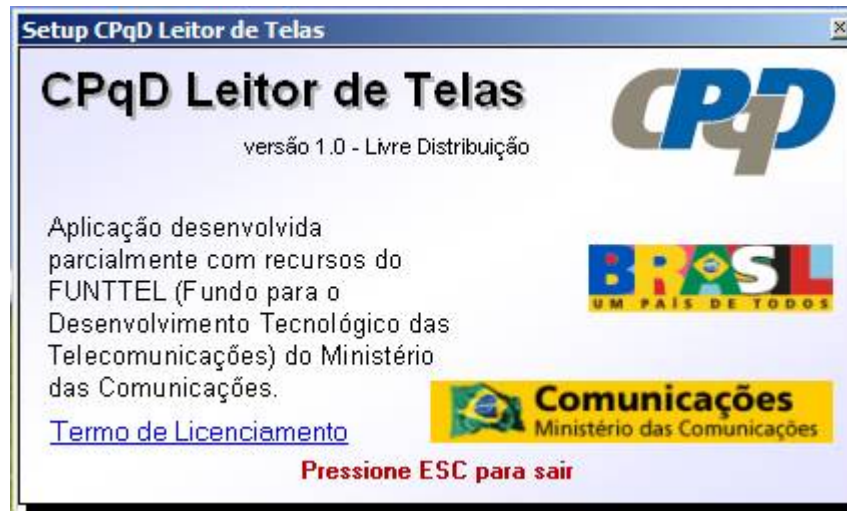 Setup CPqD Leitor de Telas
CPqD Leitor de Telas
CPqD
versão 1.0 - Livre Distribuição
Aplicação desenvolvida
parcialmente com recursos do
FUNTTEL (Fundo para o
Desenvolvimento Tecnológico das
Telecomunicações) do Ministério
das Comunicações.
BRASIL
UM PAÍS DE TODOS
Comunicações
Ministério das Comunicações
Termo de Licenciamento
Pressione ESC para sair